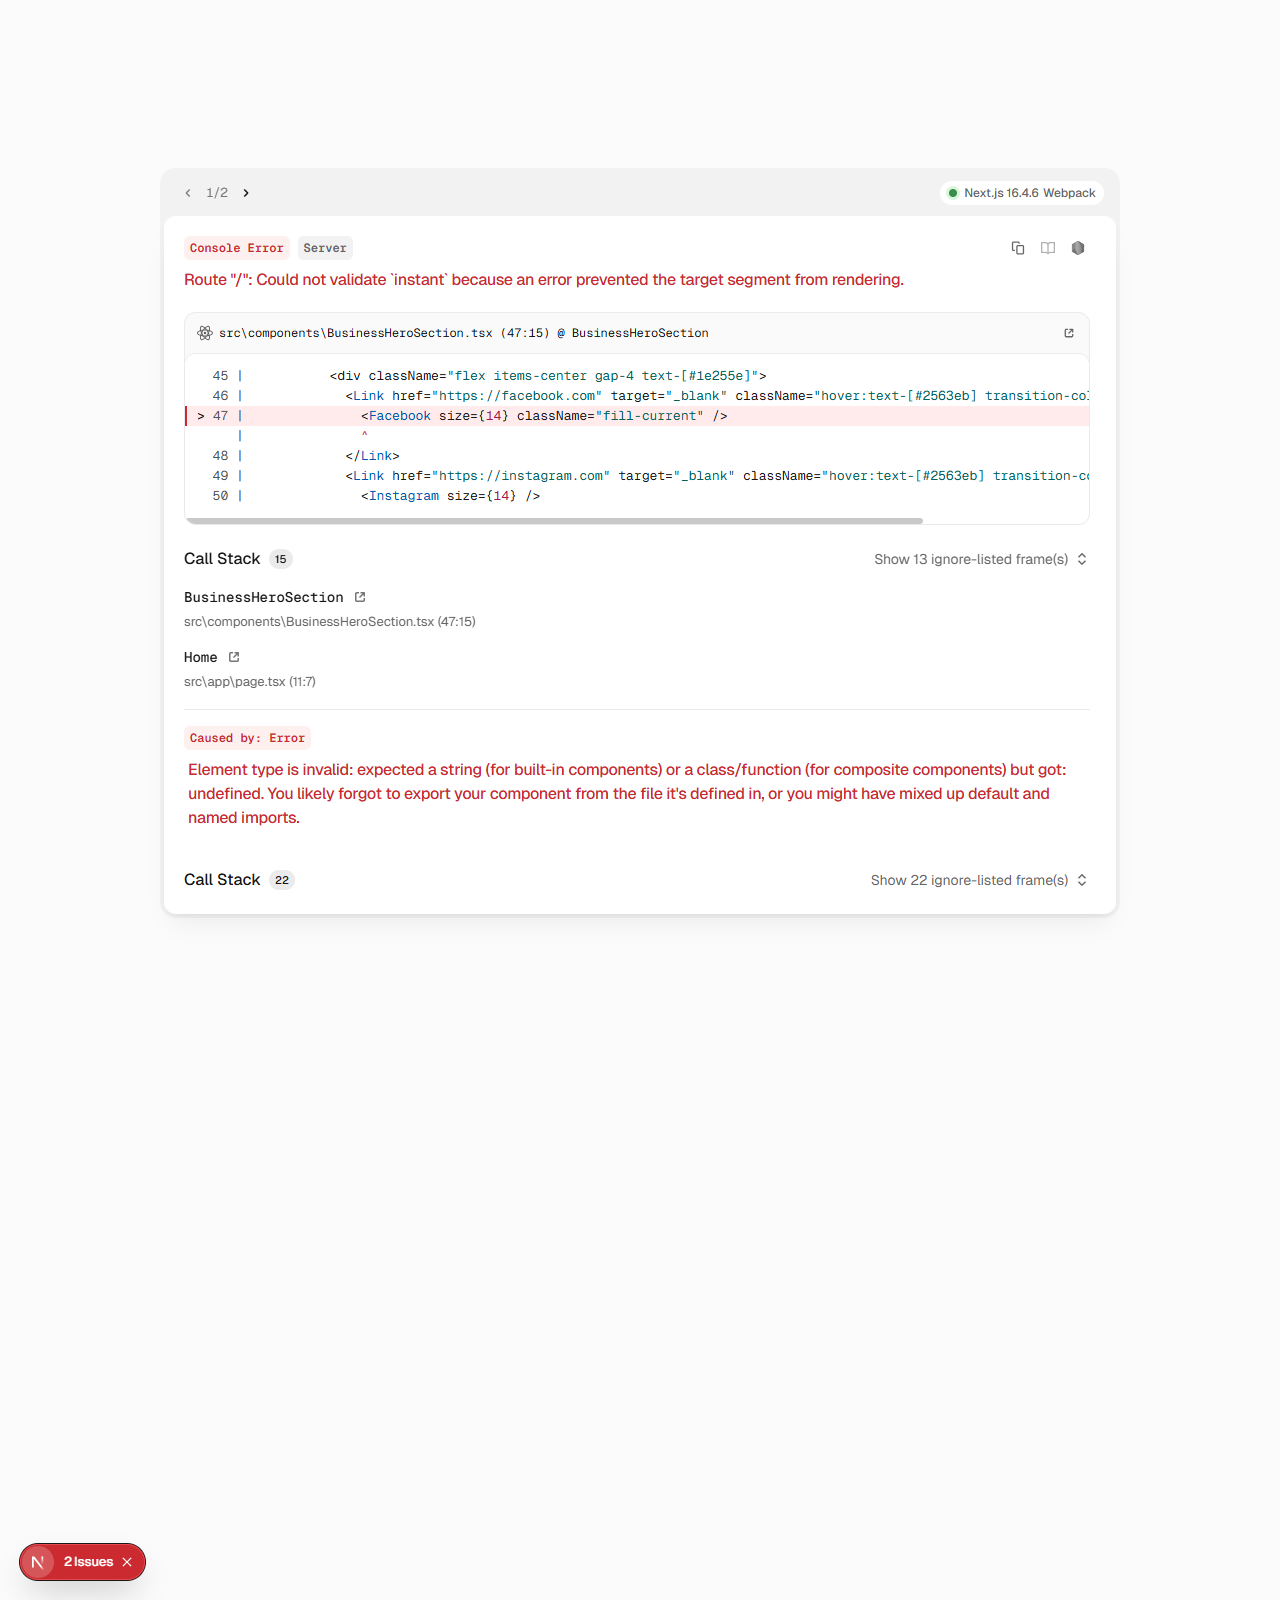 1/2
Next.js 16.4.6 Webpack
Console Error
Server
Route "/": Could not validate `instant` because an error prevented the target segment from rendering.
src\components\BusinessHeroSection.tsx (47:15) @ BusinessHeroSection
45 | <div className="flex items-center gap-4 text-[#1e255e]">
46 | <Link href="https://facebook.com" target="_blank" className="hover:text-[#2563eb] transition-col
> 47 | <Facebook size={14} className="fill-current" />
| ^
48 | </Link>
49 | <Link href="https://instagram.com" target="_blank" className="hover:text-[#2563eb] transition-co
50 | <Instagram size={14} />
Call Stack 15
Show 13 ignore-listed frame(s)
BusinessHeroSection
src\components\BusinessHeroSection.tsx (47:15)
Home
src\app\page.tsx (11:7)
Caused by: Error
Element type is invalid: expected a string (for built-in components) or a class/function (for composite components) but got:
undefined. You likely forgot to export your component from the file it's defined in, or you might have mixed up default and
named imports.
Call Stack 22
Show 22 ignore-listed frame(s)
N 2 Issues